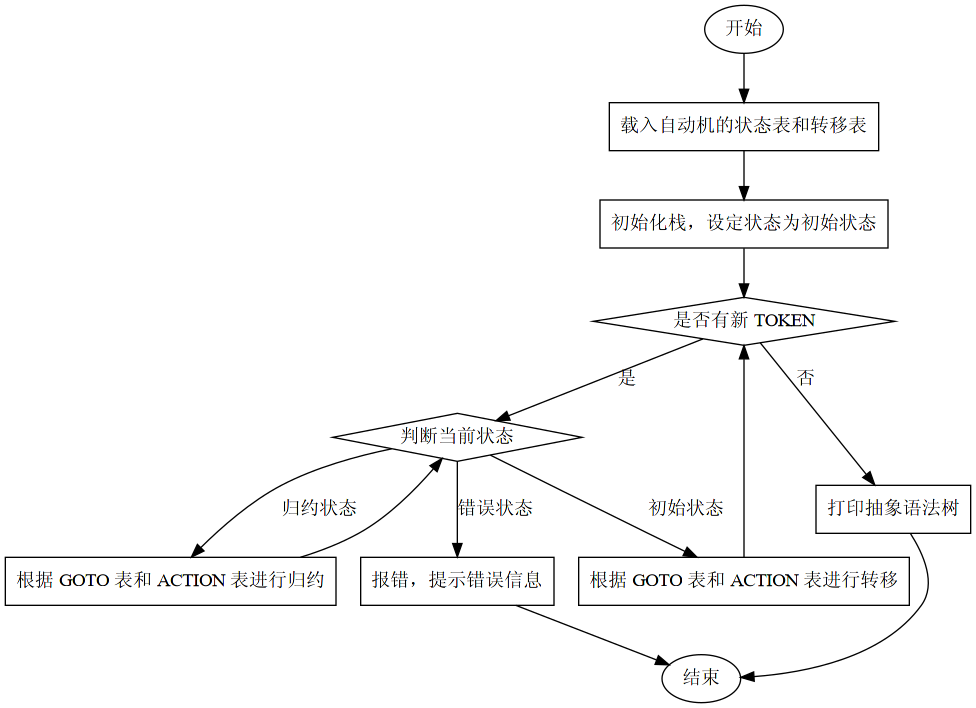 开始
载入自动机的状态表和转移表
初始化栈，设定状态为初始状态
是否有新 TOKEN
是
否
判断当前状态
归约状态
错误状态
初始状态
打印抽象语法树
根据 GOTO 表和 ACTION 表进行归约
报错，提示错误信息
根据 GOTO 表和 ACTION 表进行转移
结束